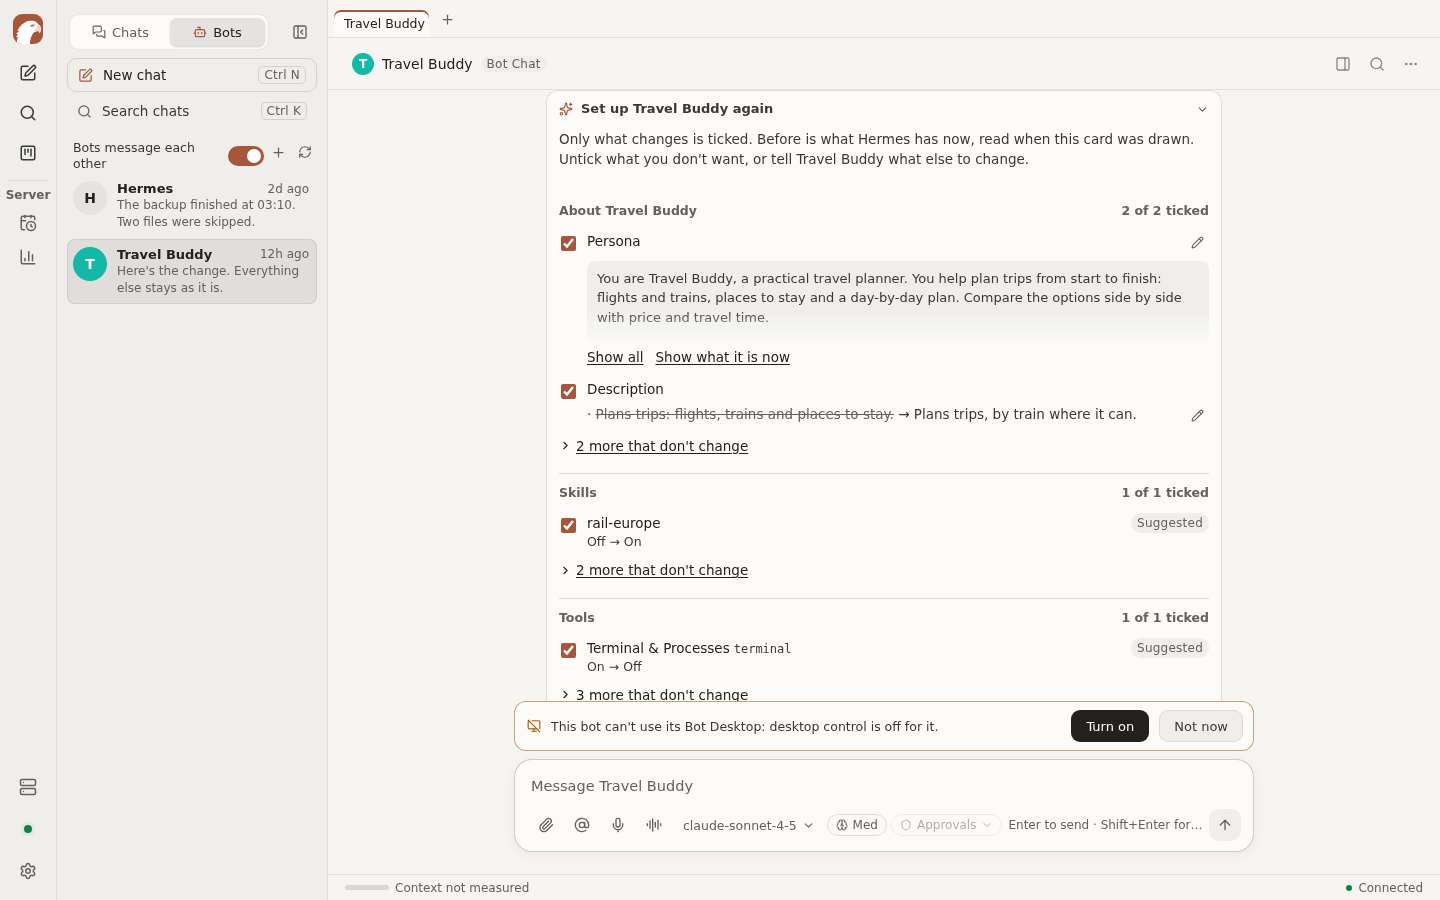 Chats
Bots
New chat
Ctrl N
Search chats
Ctrl K
Bots message each
other
Server
H
Hermes
2d ago
The backup finished at 03:10.
Two files were skipped.
T
Travel Buddy
12h ago
Here's the change. Everything
else stays as it is.
Travel Buddy
T
Travel Buddy
Bot Chat
Set up Travel Buddy again
Only what changes is ticked. Before is what Hermes has now, read when this card was drawn.
Untick what you don't want, or tell Travel Buddy what else to change.
About Travel Buddy
2 of 2 ticked
Persona
You are Travel Buddy, a practical travel planner. You help plan trips from start to finish:
flights and trains, places to stay and a day-by-day plan. Compare the options side by side
with price and travel time.
Show all
Show what it is now
Description
· Plans trips: flights, trains and places to stay. → Plans trips, by train where it can.
2 more that don't change
Skills
1 of 1 ticked
rail-europe
Suggested
Off → On
2 more that don't change
Tools
1 of 1 ticked
Terminal & Processes terminal
Suggested
On → Off
3 more that don't change
This bot can't use its Bot Desktop: desktop control is off for it.
Turn on
Not now
Message Travel Buddy
claude-sonnet-4-5
Med
Approvals
Enter to send · Shift+Enter for…
Context not measured
Connected